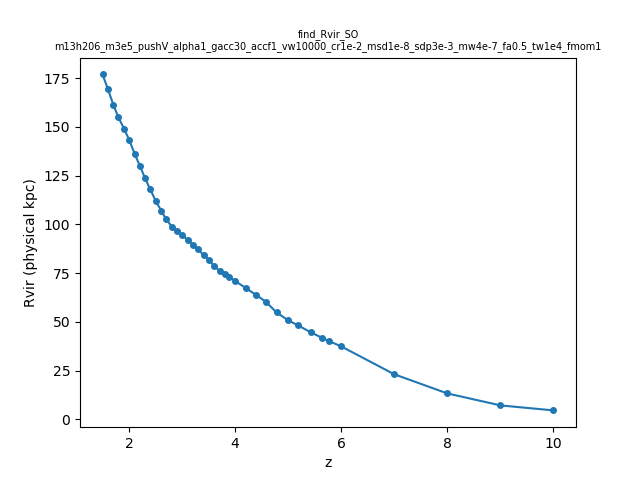 find_Rvir_SO
m13h206_m3e5_pushV_alpha1_gacc30_accf1_vw10000_cr1e-2_msd1e-8_sdp3e-3_mw4e-7_fa0.5_tw1e4_fmom1
175
150
125
100
75
50
25
0
Rvir (physical kpc)
2 4 6 8 10
z